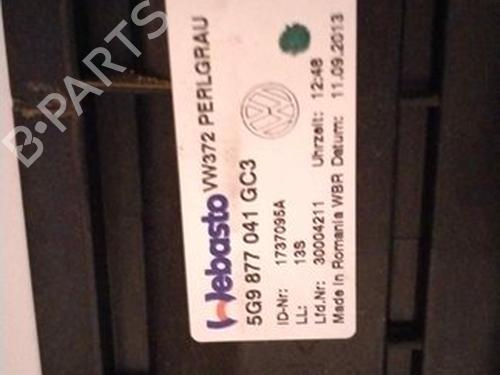 Webasto VW372 PERLGRAU
5G9 877 041 GC3
ID-Nr: 1737095A
LL: 13S
Lfd.Nr: 30004211 Uhrzeit: 12:48
Made in Romania WBR Datum: 11.09.2013
B-PARTS